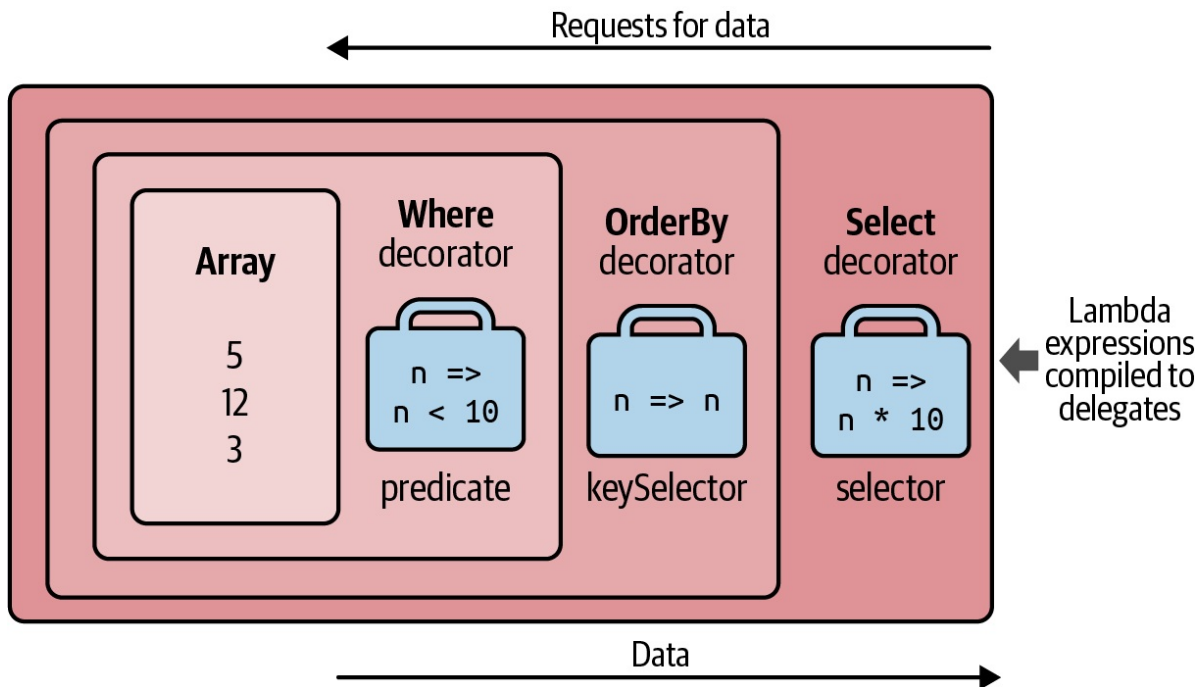 Requests for data
Array
5
12
3
Where
decorator
n =>
n < 10
predicate
OrderBy
decorator
n => n
keySelector
Select
decorator
n =>
n * 10
selector
Lambda
expressions
compiled to
delegates
Data